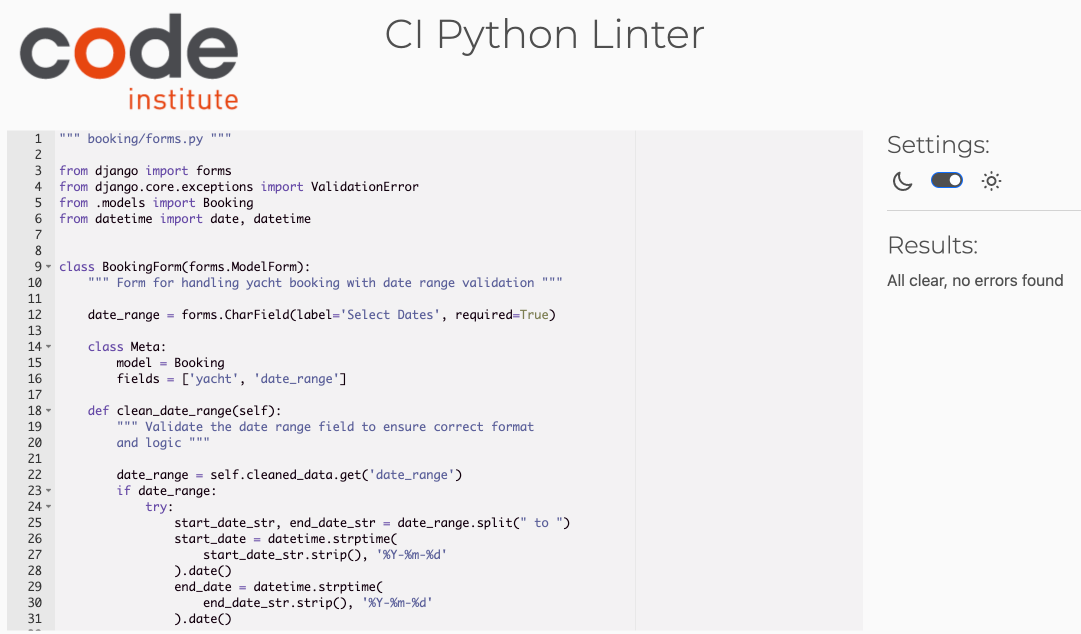 code
institute
CI Python Linter
1 """ booking/forms.py """
2
3 from django import forms
4 from django.core.exceptions import ValidationError
5 from .models import Booking
6 from datetime import date, datetime
7
8
9 class BookingForm(forms.ModelForm):
10     """ Form for handling yacht booking with date range validation """
11
12     date_range = forms.CharField(label='Select Dates', required=True)
13
14     class Meta:
15         model = Booking
16         fields = ['yacht', 'date_range']
17
18     def clean_date_range(self):
19         """ Validate the date range field to ensure correct format
20         and logic """
21
22         date_range = self.cleaned_data.get('date_range')
23         if date_range:
24             try:
25                 start_date_str, end_date_str = date_range.split(" to ")
26                 start_date = datetime.strptime(
27                     start_date_str.strip(), '%Y-%m-%d'
28                 ).date()
29                 end_date = datetime.strptime(
30                     end_date_str.strip(), '%Y-%m-%d'
31                 ).date()
Settings:
Results:
All clear, no errors found